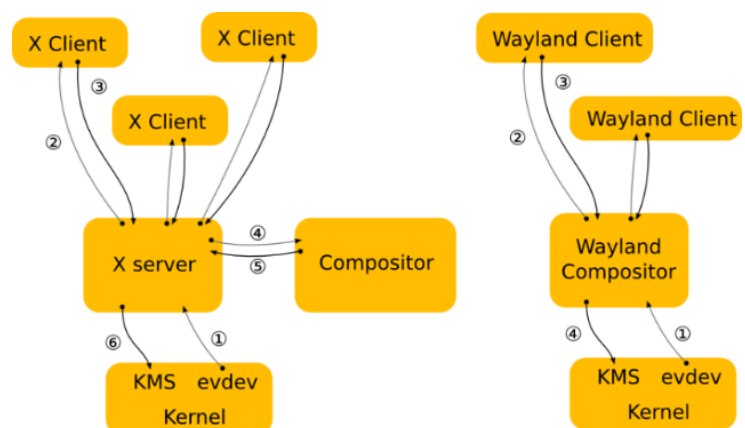 X Client
X Client
③
②
X Client
X server
④
⑤
Compositor
⑥
①
KMS evdev
Kernel
Wayland Client
③
②
Wayland Client
Wayland
Compositor
④
①
KMS evdev
Kernel